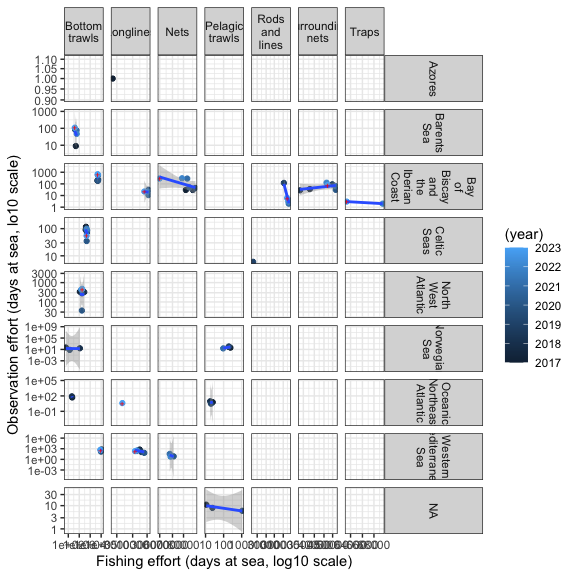 Bottom
trawls
Nets
Pelagic
trawls
Rods
and
lines
nets
Traps
1.10
1.05
1.00
0.95
0.90
Azores
1000
100
10
Barents
Sea
1000
100
10
1
Bay
of
Biscay
and
the
Iberian
Coast
100
30
10
Celtic
Seas
3000
1000
300
100
30
North
West
Atlantic
1e+09
1e+05
1e+01
1e-03
Sea
1e+05
1e+02
1e-01
Oceanic
Northeas
Atlantic
1e+06
1e+03
1e+00
1e-03
Western
Sea
30
10
3
1
NA
Observation effort (days at sea, lo10 scale)
Fishing effort (days at sea, log10 scale)
(year)
2023
2022
2021
2020
2019
2018
2017